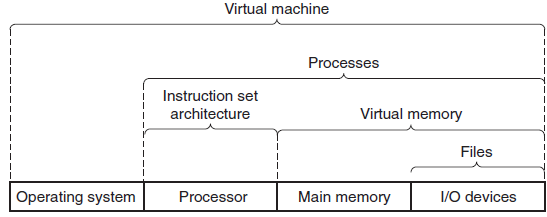 Virtual machine
Processes
Instruction set
architecture
Virtual memory
Files
Operating system
Processor
Main memory
I/O devices